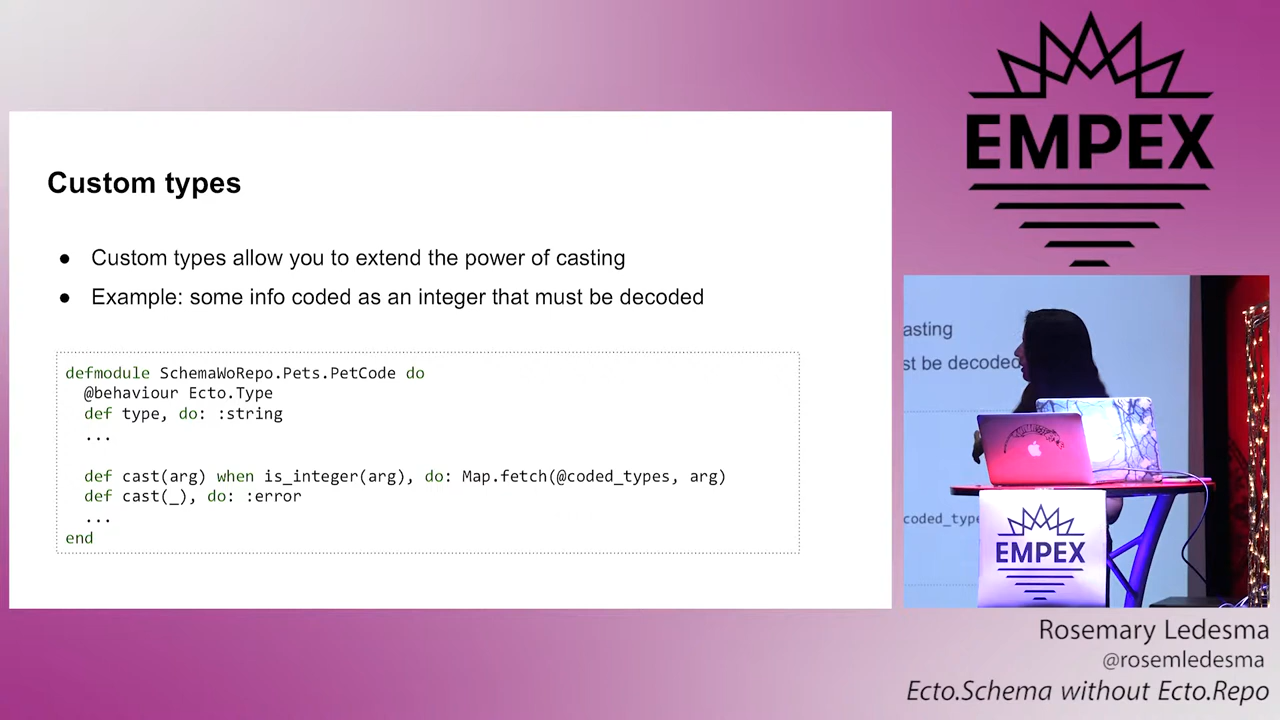 Custom types
● Custom types allow you to extend the power of casting
● Example: some info coded as an integer that must be decoded
defmodule SchemaWoRepo.Pets.PetCode do
  @behaviour Ecto.Type
  def type, do: :string
  ...
  def cast(arg) when is_integer(arg), do: Map.fetch(@coded_types, arg)
  def cast(_), do: :error
  ...
end
EMPEX
asting
st be decoded
coded_type
EMPEX
Rosemary Ledesma
@rosemledesma
Ecto.Schema without Ecto.Repo